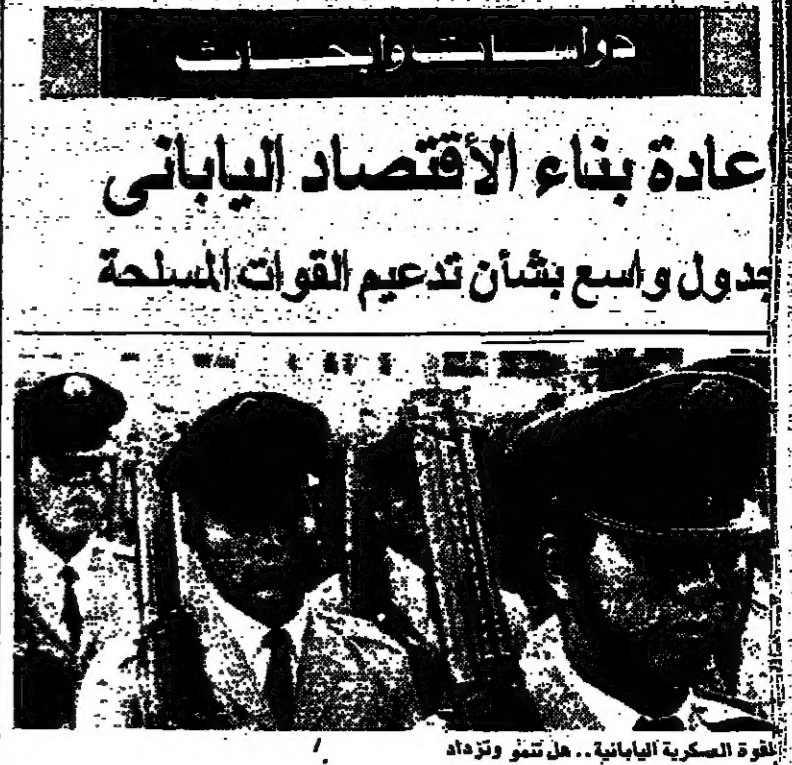 دراسات وابحاث
اعادة بناء الأقتصاد اليابانى
جدول واسع بشأن تدعيم القوات المسلحة
القوة العسكرية اليابانية.. هل تنمو وتزداد